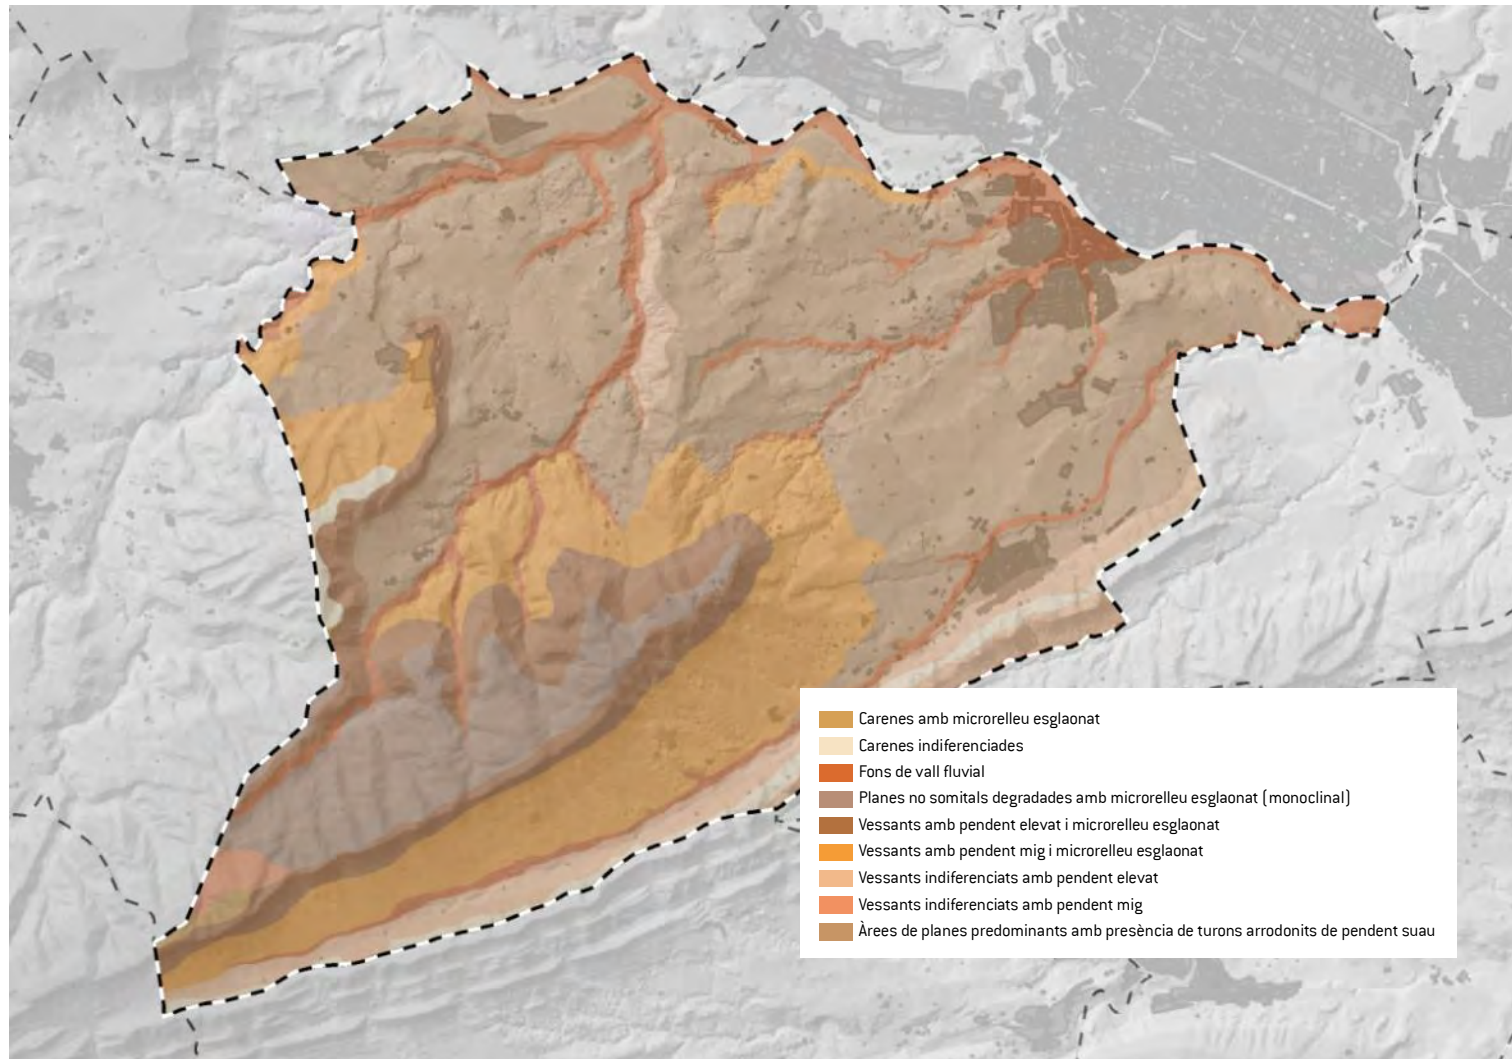 Carenes amb microrelleu esglaonat
Carenes indiferenciades
Fons de vall fluvial
Planes no somitals degradades amb microrelleu esglaonat (monoclinal)
Vessants amb pendent elevat i microrelleu esglaonat
Vessants amb pendent mig i microrelleu esglaonat
Vessants indiferenciats amb pendent elevat
Vessants indiferenciats amb pendent mig
Àrees de planes predominants amb presència de turons arrodonits de pendent suau